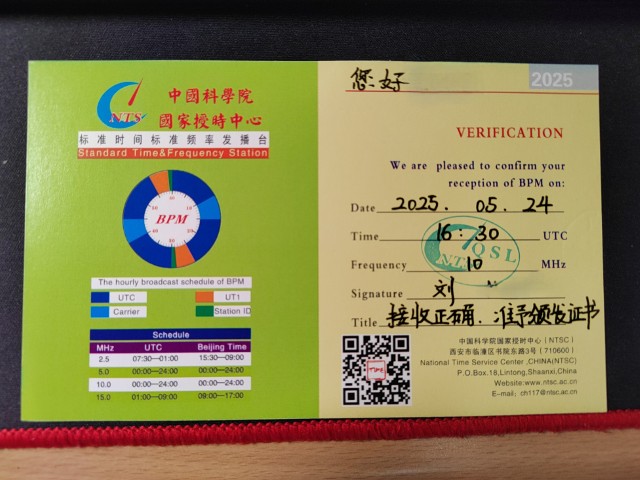 NTS
中國科學院
國家授時中心
标准时间标准频率发播台
Standard Time&Frequency Station
BPM
The hourly broadcast schedule of BPM
UTC
UT1
Carrier
Station ID
Schedule
MHz UTC Beijing Time
2.5 07:30—01:00 15:30—09:00
5.0 00:00—24:00 00:00—24:00
10.0 00:00—24:00 00:00—24:00
15.0 01:00—09:00 09:00—17:00
您好
2025
VERIFICATION
We are pleased to confirm your
reception of BPM on:
Date 2025. 05. 24
Time 16:30 UTC
NTS QSL
Frequency 10 MHz
Signature 刘
Title 接收正确. 准予颁发证书
中国科学院国家授时中心（NTSC）
西安市临潼区书院东路3号（710600）
National Time Service Center ,CHINA(NTSC)
P.O.Box.18,Lintong,Shaanxi,China
Website:www.ntsc.ac.cn
E-mail：ch117@ntsc.ac.cn